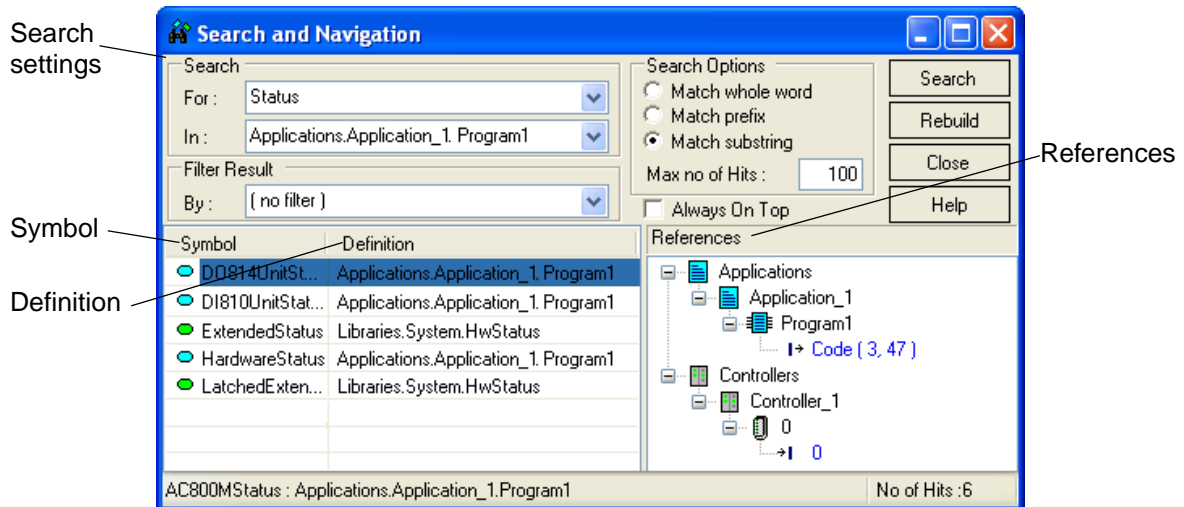 Search settings
Symbol
Definition
References
Search and Navigation
Search
For :
Status
In :
Applications.Application_1. Program1
Filter Result
By :
( no filter )
Search Options
Match whole word
Match prefix
Match substring
Max no of Hits :
100
Always On Top
Search
Rebuild
Close
Help
Symbol Definition
DO814UnitSt... Applications.Application_1. Program1
DI810UnitStat... Applications.Application_1. Program1
ExtendedStatus Libraries.System.HwStatus
HardwareStatus Applications.Application_1. Program1
LatchedExten... Libraries.System.HwStatus
References
Applications
Application_1
Program1
Code ( 3, 47 )
Controllers
Controller_1
0
0
AC800MStatus : Applications.Application_1.Program1
No of Hits :6